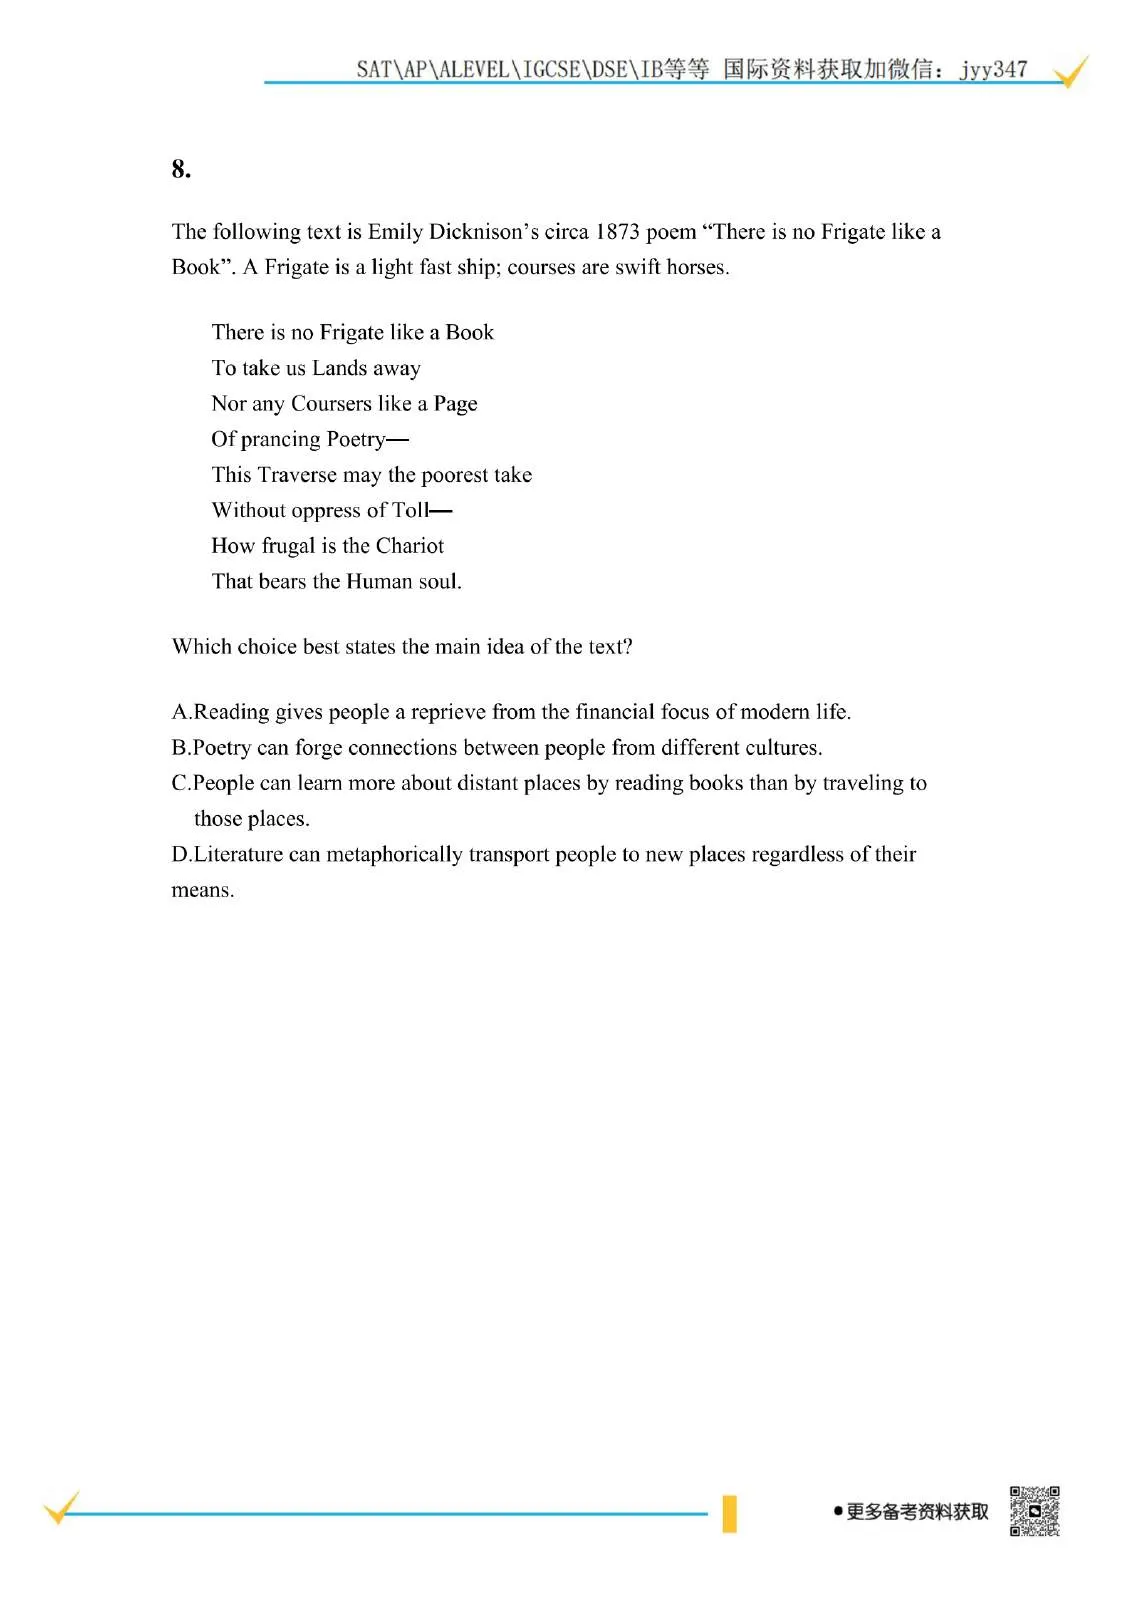 SAT\AP\ALEVEL\IGCSE\DSE\IB等等 国际资料获取加微信：jyy347
8.
The following text is Emily Dicknison’s circa 1873 poem “There is no Frigate like a
Book”. A Frigate is a light fast ship; courses are swift horses.
There is no Frigate like a Book
To take us Lands away
Nor any Coursers like a Page
Of prancing Poetry—
This Traverse may the poorest take
Without oppress of Toll—
How frugal is the Chariot
That bears the Human soul.
Which choice best states the main idea of the text?
A.Reading gives people a reprieve from the financial focus of modern life.
B.Poetry can forge connections between people from different cultures.
C.People can learn more about distant places by reading books than by traveling to
those places.
D.Literature can metaphorically transport people to new places regardless of their
means.
•更多备考资料获取